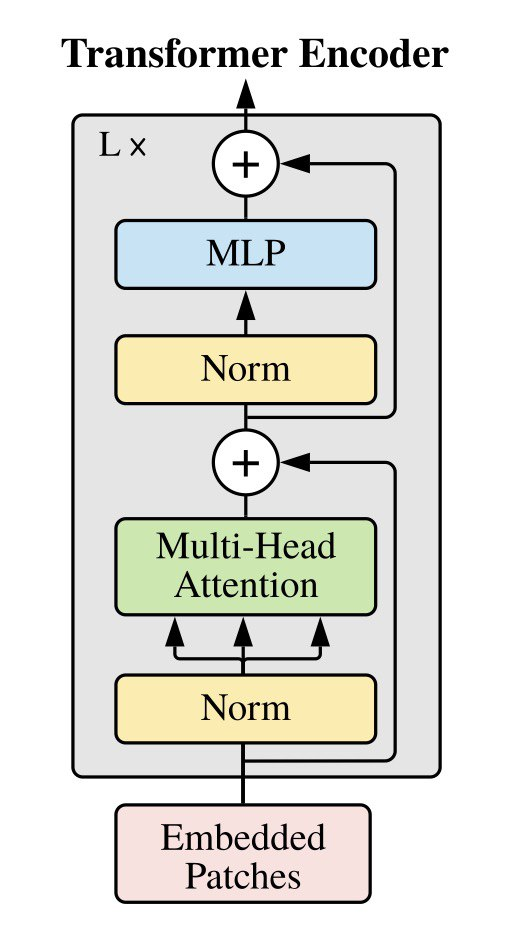 Transformer Encoder
L ×
+
MLP
Norm
+
Multi-Head
Attention
Norm
Embedded
Patches